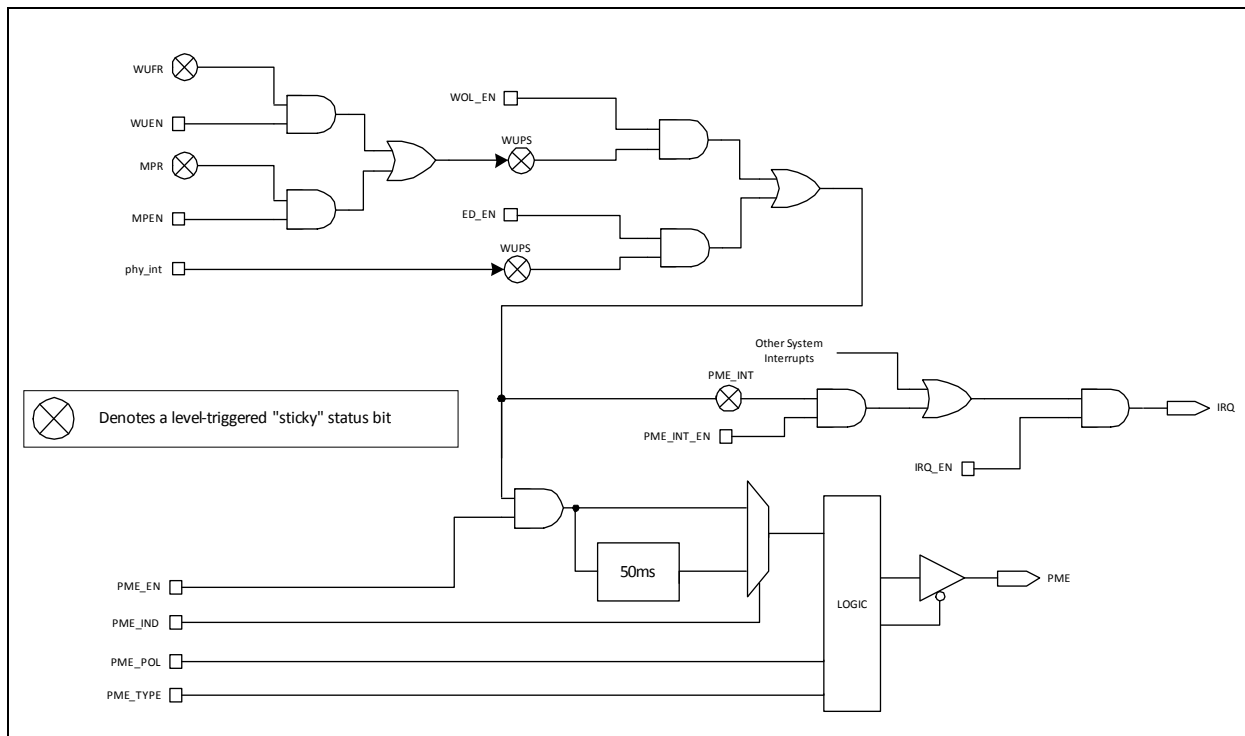 WUFR
WOL_EN
WUEN
WUPS
MPR
MPEN
ED_EN
WUPS
phy_int
Other System
Interrupts
PME_INT
Denotes a level-triggered "sticky" status bit
IRQ
PME_INT_EN
IRQ_EN
50ms
PME_EN
PME
LOGIC
PME_IND
PME_POL
PME_TYPE